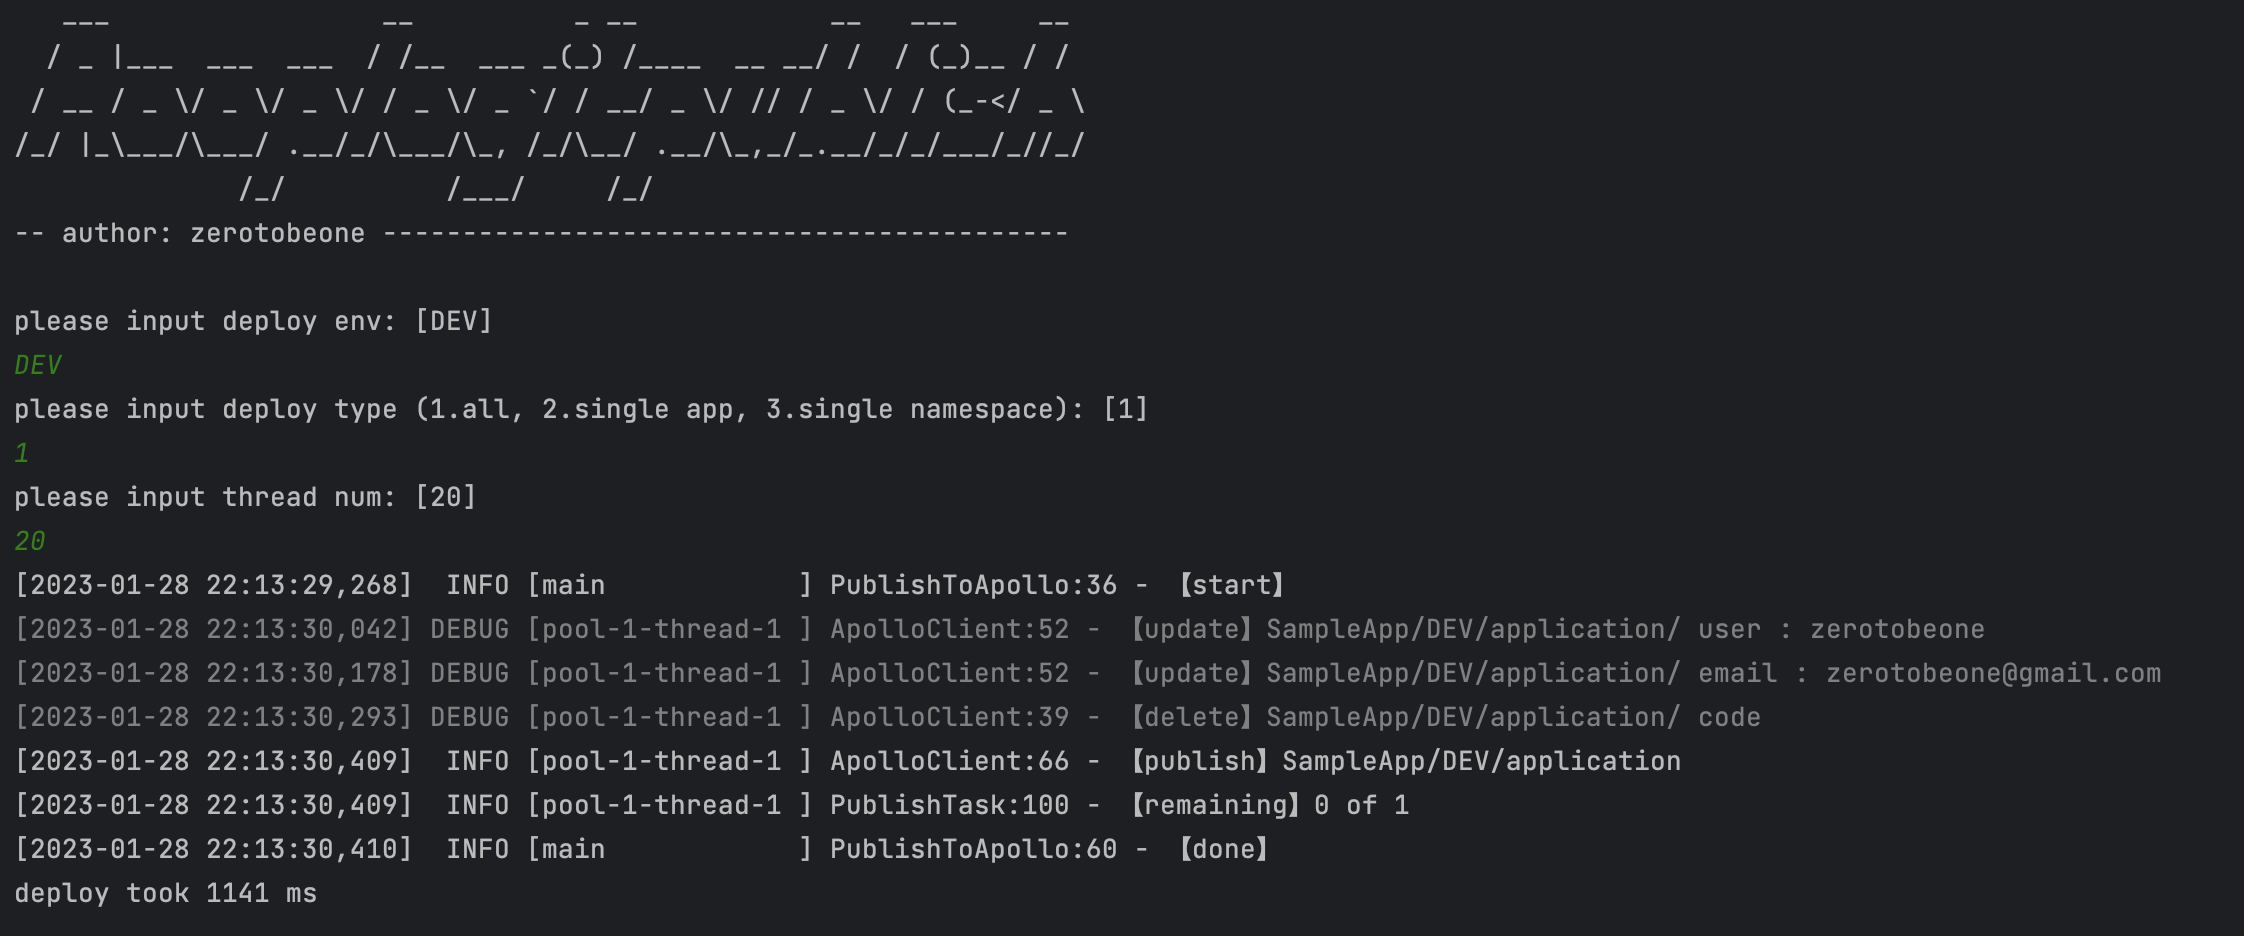 ___                 __          _ __            __   ___     __
  / _ |___  ___  ___  / /__  ___ _(_) /____  __ __/ /  / (_)__ / /
 / __ / _ \/ _ \/ _ \/ / _ \/ _ `/ / __/ _ \/ // / _ \/ / (_-</ _ \
/_/ |_\___/\___/ .__/_/\___/\_, /_/\__/ .__/\_,_/_.__/_/_/___/_//_/
              /_/          /___/     /_/
-- author: zerotobeone -------------------------------------------
please input deploy env: [DEV]
DEV
please input deploy type (1.all, 2.single app, 3.single namespace): [1]
1
please input thread num: [20]
20
[2023-01-28 22:13:29,268]  INFO [main            ] PublishToApollo:36 - 【start】
[2023-01-28 22:13:30,042] DEBUG [pool-1-thread-1 ] ApolloClient:52 - 【update】SampleApp/DEV/application/ user : zerotobeone
[2023-01-28 22:13:30,178] DEBUG [pool-1-thread-1 ] ApolloClient:52 - 【update】SampleApp/DEV/application/ email : zerotobeone@gmail.com
[2023-01-28 22:13:30,293] DEBUG [pool-1-thread-1 ] ApolloClient:39 - 【delete】SampleApp/DEV/application/ code
[2023-01-28 22:13:30,409]  INFO [pool-1-thread-1 ] ApolloClient:66 - 【publish】SampleApp/DEV/application
[2023-01-28 22:13:30,409]  INFO [pool-1-thread-1 ] PublishTask:100 - 【remaining】0 of 1
[2023-01-28 22:13:30,410]  INFO [main            ] PublishToApollo:60 - 【done】
deploy took 1141 ms